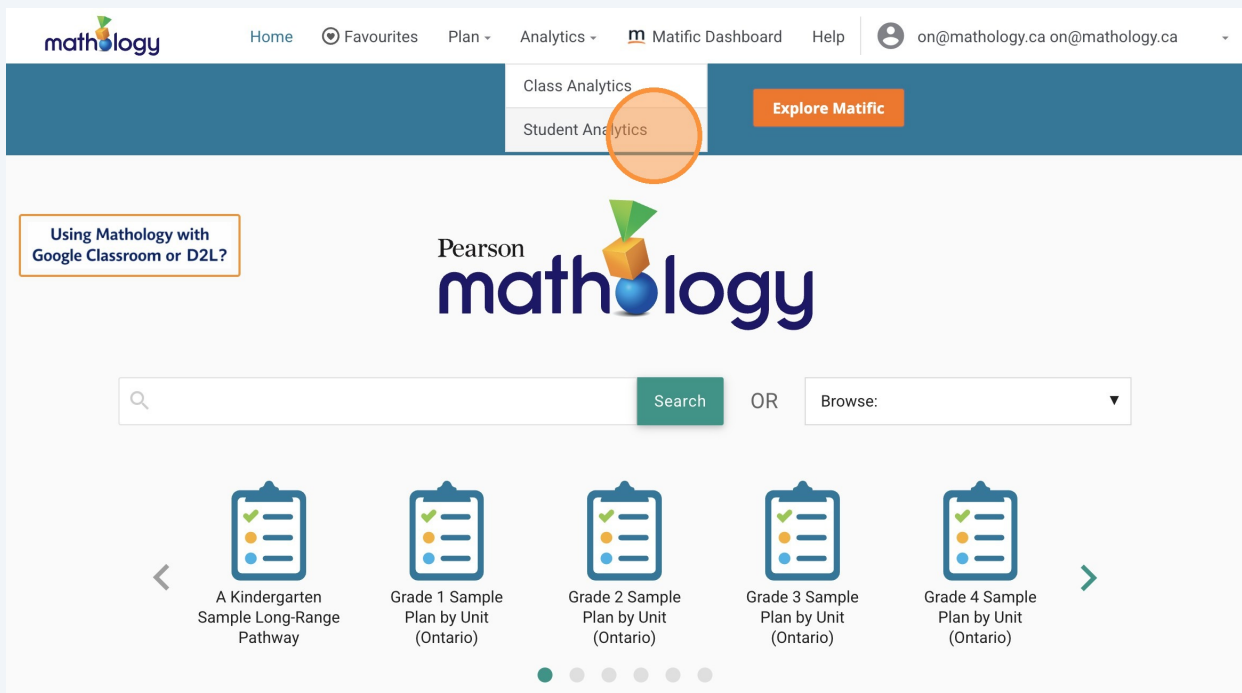 mathology
Home Favourites Plan Analytics m Matific Dashboard Help on@mathology.ca on@mathology.ca
Class Analytics
Student Analytics
Explore Matific
Using Mathology with
Google Classroom or D2L?
Pearson
mathology
Search OR Browse:
A Kindergarten
Sample Long-Range
Pathway
Grade 1 Sample
Plan by Unit
(Ontario)
Grade 2 Sample
Plan by Unit
(Ontario)
Grade 3 Sample
Plan by Unit
(Ontario)
Grade 4 Sample
Plan by Unit
(Ontario)